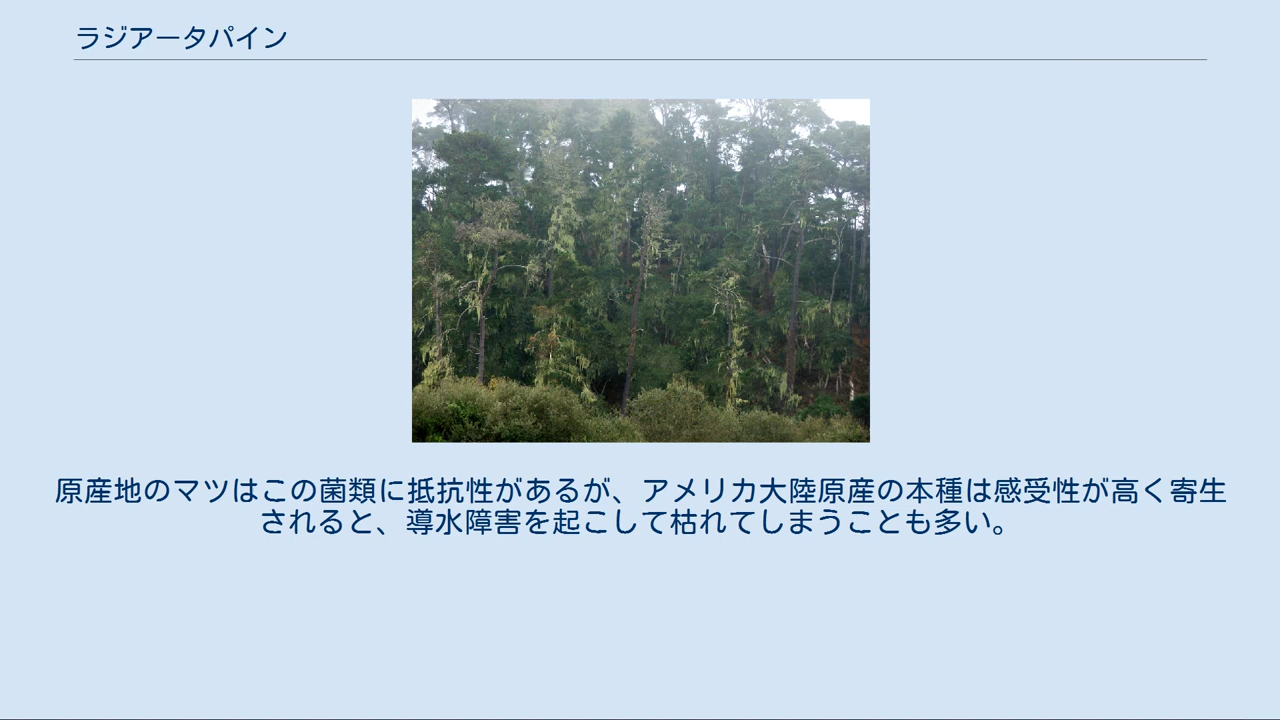 ラジアータパイン
原産地のマツはこの菌類に抵抗性があるが、アメリカ大陸原産の本種は感受性が高く寄生
されると、導水障害を起こして枯れてしまうことも多い。